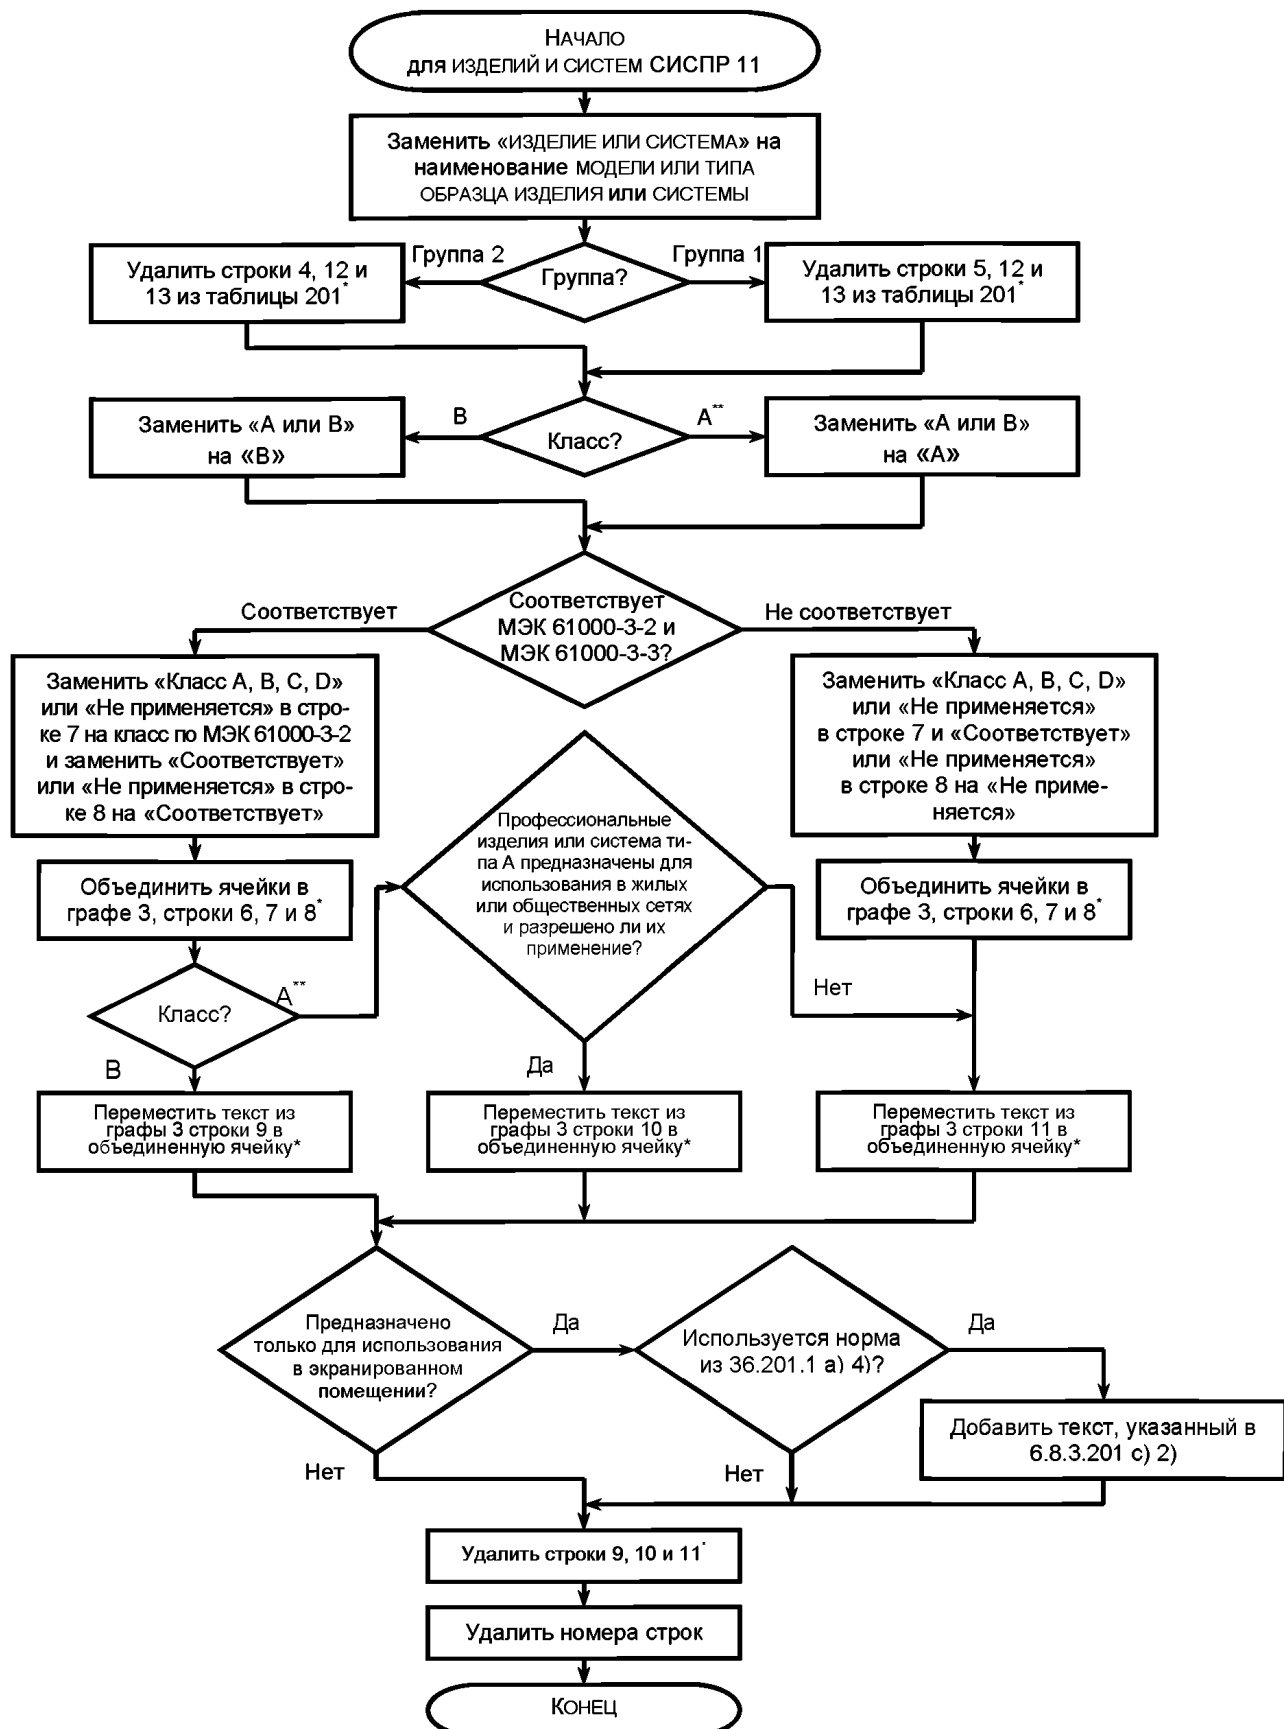 НАЧАЛО
для ИЗДЕЛИЙ И СИСТЕМ СИСПР 11
Заменить «ИЗДЕЛИЕ ИЛИ СИСТЕМА» на
наименование МОДЕЛИ ИЛИ ТИПА
ОБРАЗЦА ИЗДЕЛИЯ или СИСТЕМЫ
Группа 2
Группа?
Группа 1
Удалить строки 4, 12 и
13 из таблицы 201*
Удалить строки 5, 12 и
13 из таблицы 201*
Заменить «А или В»
на «В»
В
Класс?
А**
Заменить «А или В»
на «А»
Соответствует
Соответствует
МЭК 61000-3-2 и
МЭК 61000-3-3?
Не соответствует
Заменить «Класс А, В, С, D»
или «Не применяется» в стро-
ке 7 на класс по МЭК 61000-3-2
и заменить «Соответствует»
или «Не применяется» в стро-
ке 8 на «Соответствует»
Заменить «Класс А, В, С, D»
или «Не применяется»
в строке 7 и «Соответствует»
или «Не применяется»
в строке 8 на «Не приме-
няется»
Профессиональные
изделия или система ти-
па А предназначены для
использования в жилых
или общественных сетях
и разрешено ли их
применение?
Объединить ячейки в
графе 3, строки 6, 7 и 8*
Объединить ячейки в
графе 3, строки 6, 7 и 8*
Класс?
А**
Нет
В
Да
Переместить текст из
графы 3 строки 9 в
объединенную ячейку*
Переместить текст из
графы 3 строки 10 в
объединенную ячейку*
Переместить текст из
графы 3 строки 11 в
объединенную ячейку*
Предназначено
только для использования
в экранированном
помещении?
Да
Используется норма
из 36.201.1 а) 4)?
Да
Добавить текст, указанный в
6.8.3.201 с) 2)
Нет
Нет
Удалить строки 9, 10 и 11*
Удалить номера строк
КОНЕЦ